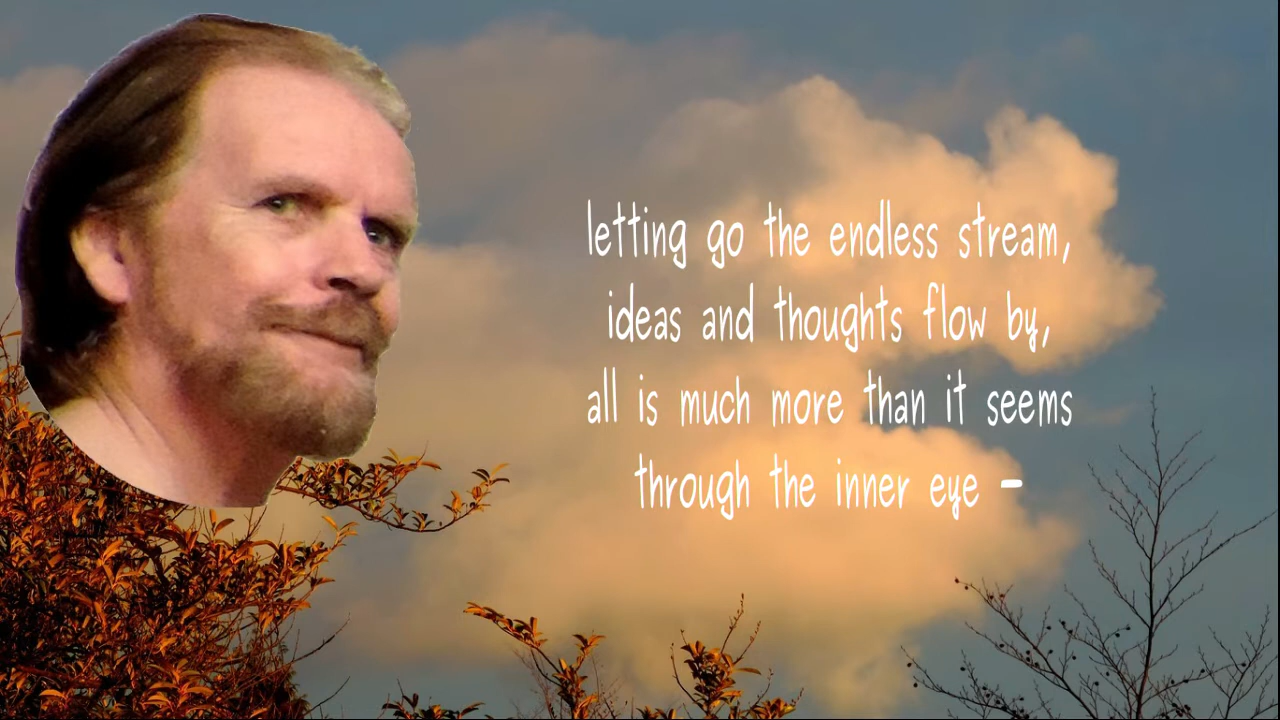 letting go the endless stream,
ideas and thoughts flow by,
all is much more than it seems
through the inner eye –